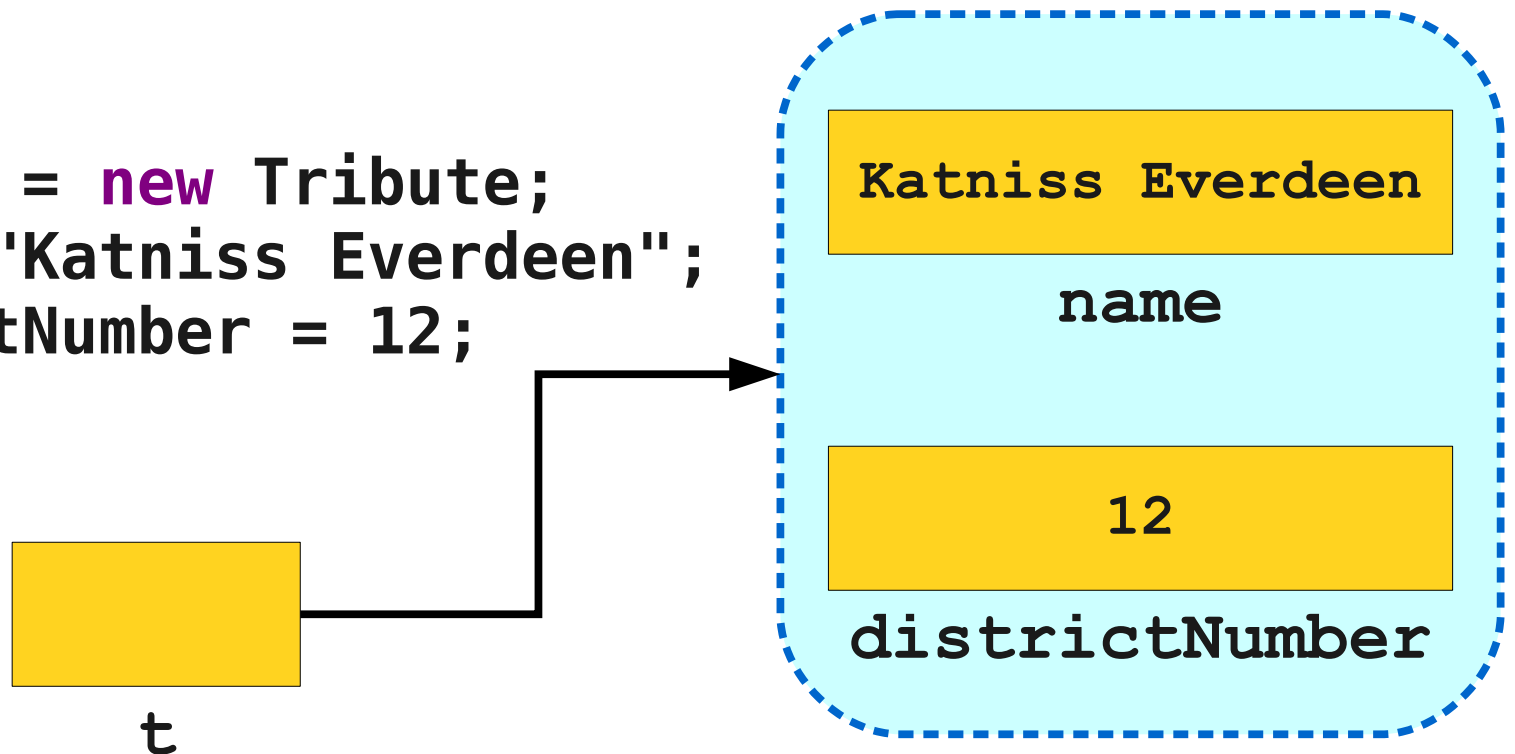 = new Tribute;
"Katniss Everdeen";
tNumber = 12;
Katniss Everdeen
name
12
districtNumber
t